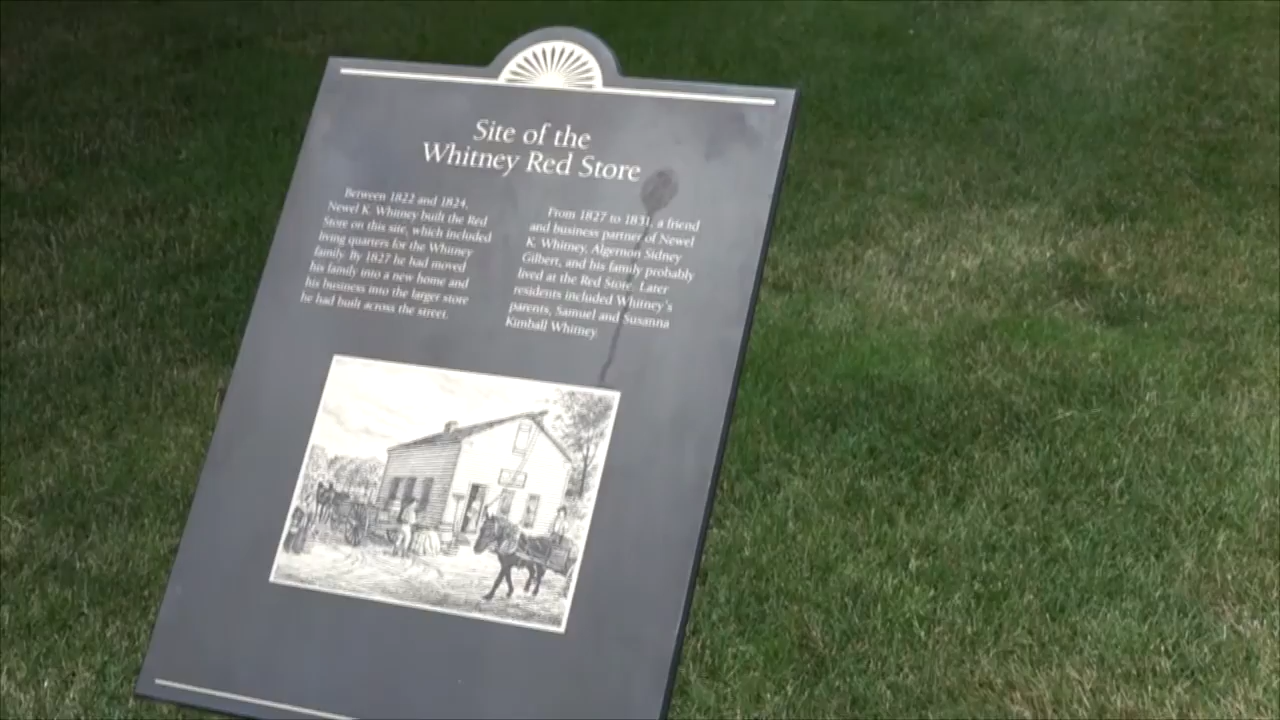 Site of the
Whitney Red Store
Between 1822 and 1824,
Newel K. Whitney built the Red
Store on this site, which included
living quarters for the Whitney
family. By 1827 he had moved
his family into a new home and
his business into the larger store
he had built across the street.
From 1827 to 1831, a friend
and business partner of Newel
K. Whitney, Algernon Sidney
Gilbert, and his family probably
lived at the Red Store. Later
residents included Whitney's
parents, Samuel and Susanna
Kimball Whitney.